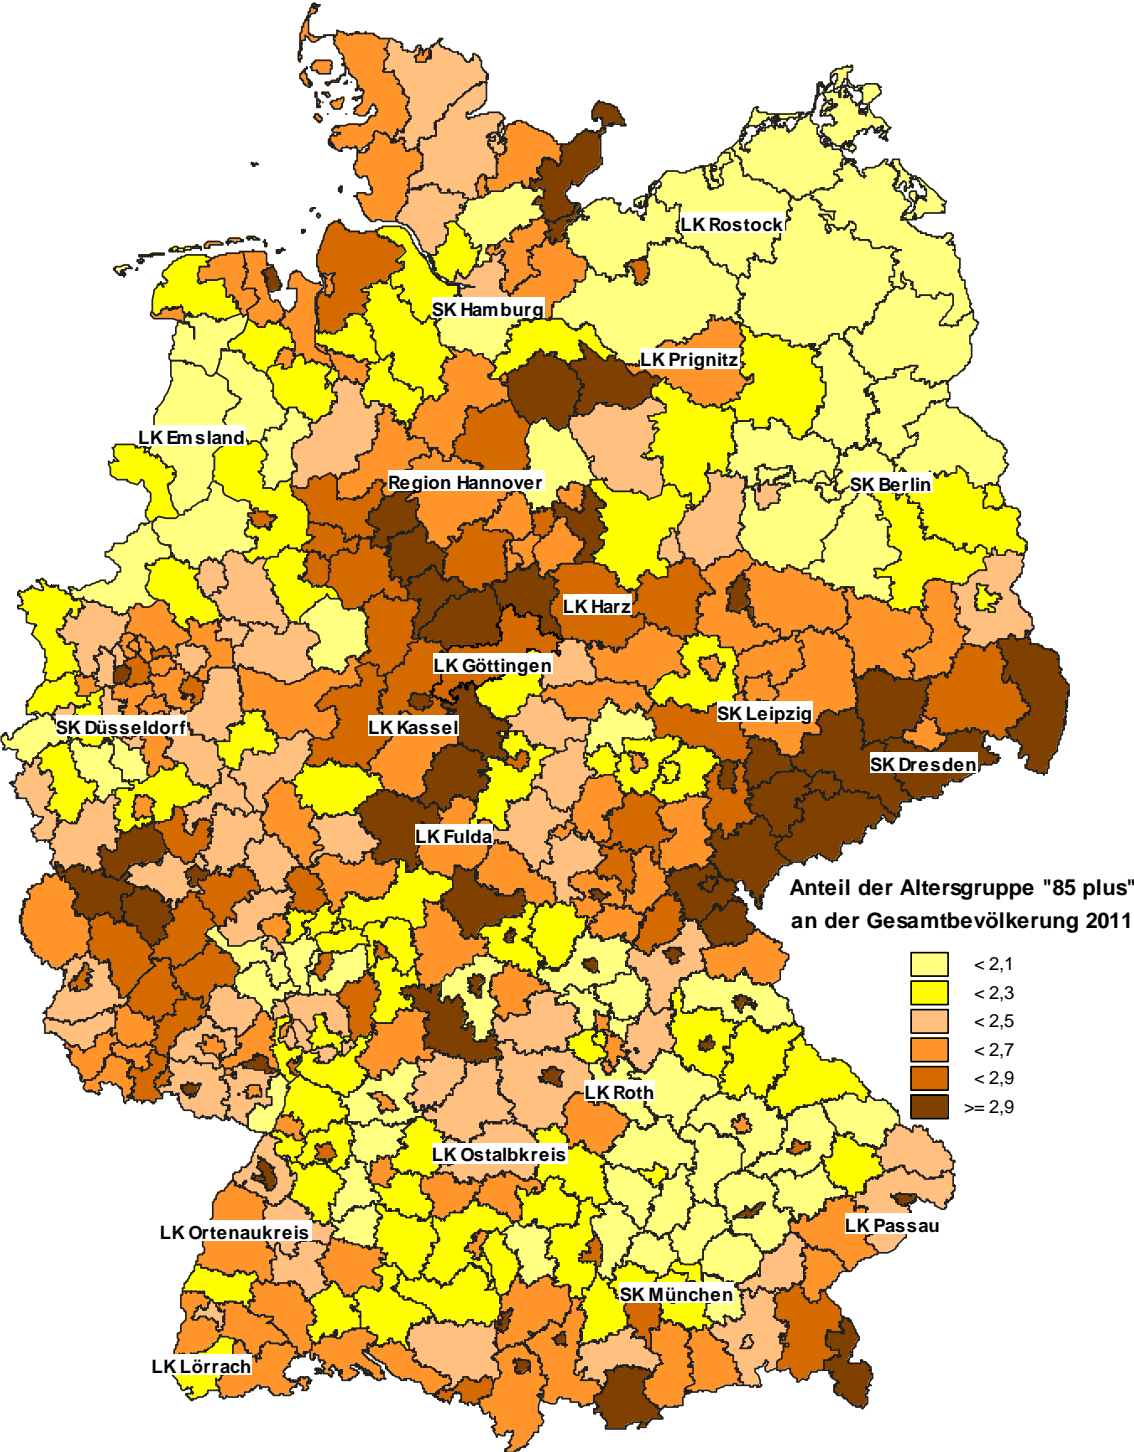 LK Rostock
SK Hamburg
LK Prignitz
LK Emsland
Region Hannover
SK Berlin
LK Harz
LK Göttingen
SK Düsseldorf
LK Kassel
SK Leipzig
SK Dresden
LK Fulda
Anteil der Altersgruppe "85 plus"
an der Gesamtbevölkerung 2011
< 2,1
< 2,3
< 2,5
< 2,7
< 2,9
>= 2,9
LK Roth
LK Ostalbkreis
LK Ortenaukreis
LK Passau
SK München
LK Lörrach